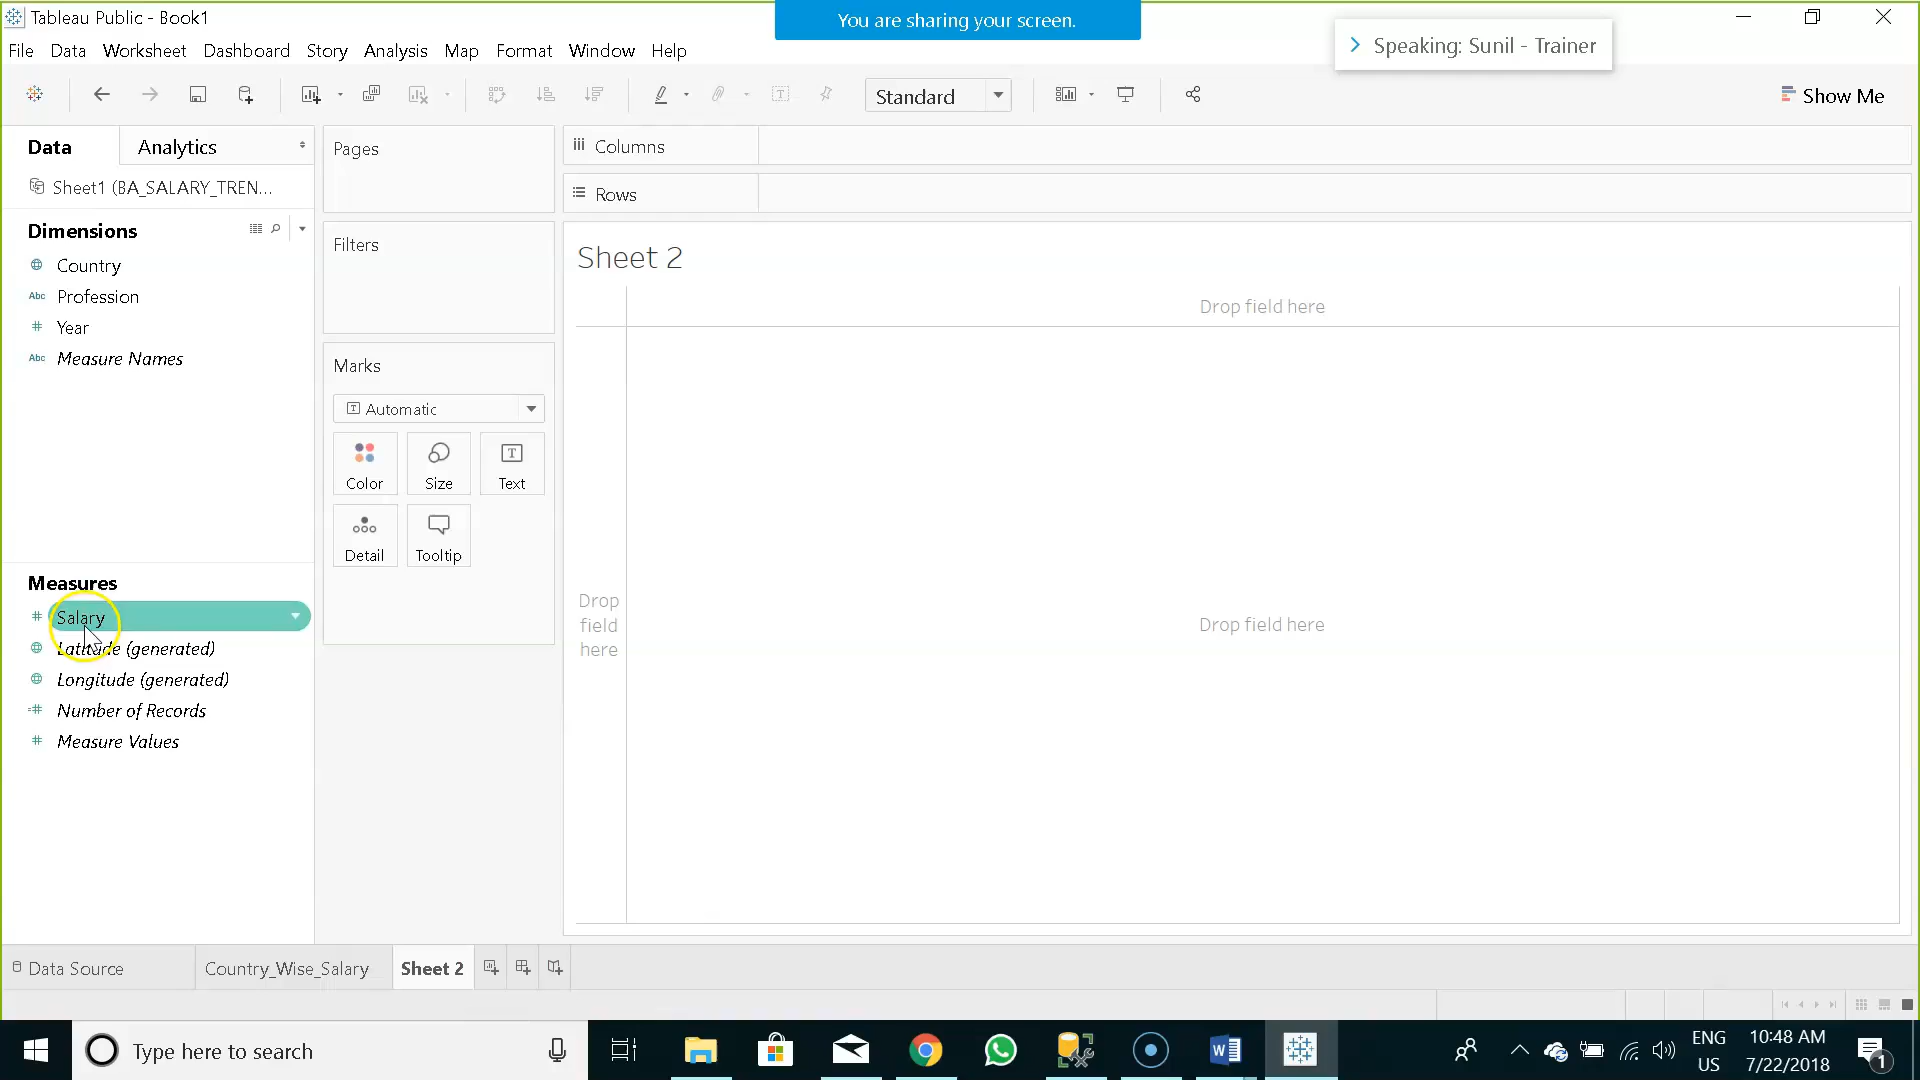 Tableau Public - Book1
You are sharing your screen.
Speaking: Sunil - Trainer
File Data Worksheet Dashboard Story Analysis Map Format Window Help
Standard
Show Me
Data
Analytics
Sheet1 (BA_SALARY_TREN...
Dimensions
Country
Abc Profession
# Year
Abc Measure Names
Measures
# Salary
Latitude (generated)
Longitude (generated)
=# Number of Records
# Measure Values
Pages
Filters
Marks
Automatic
Color
Size
Text
Detail
Tooltip
Columns
Rows
Sheet 2
Drop field here
Drop
field
here
Drop field here
Data Source
Country_Wise_Salary
Sheet 2
Type here to search
ENG
US
10:48 AM
7/22/2018
1